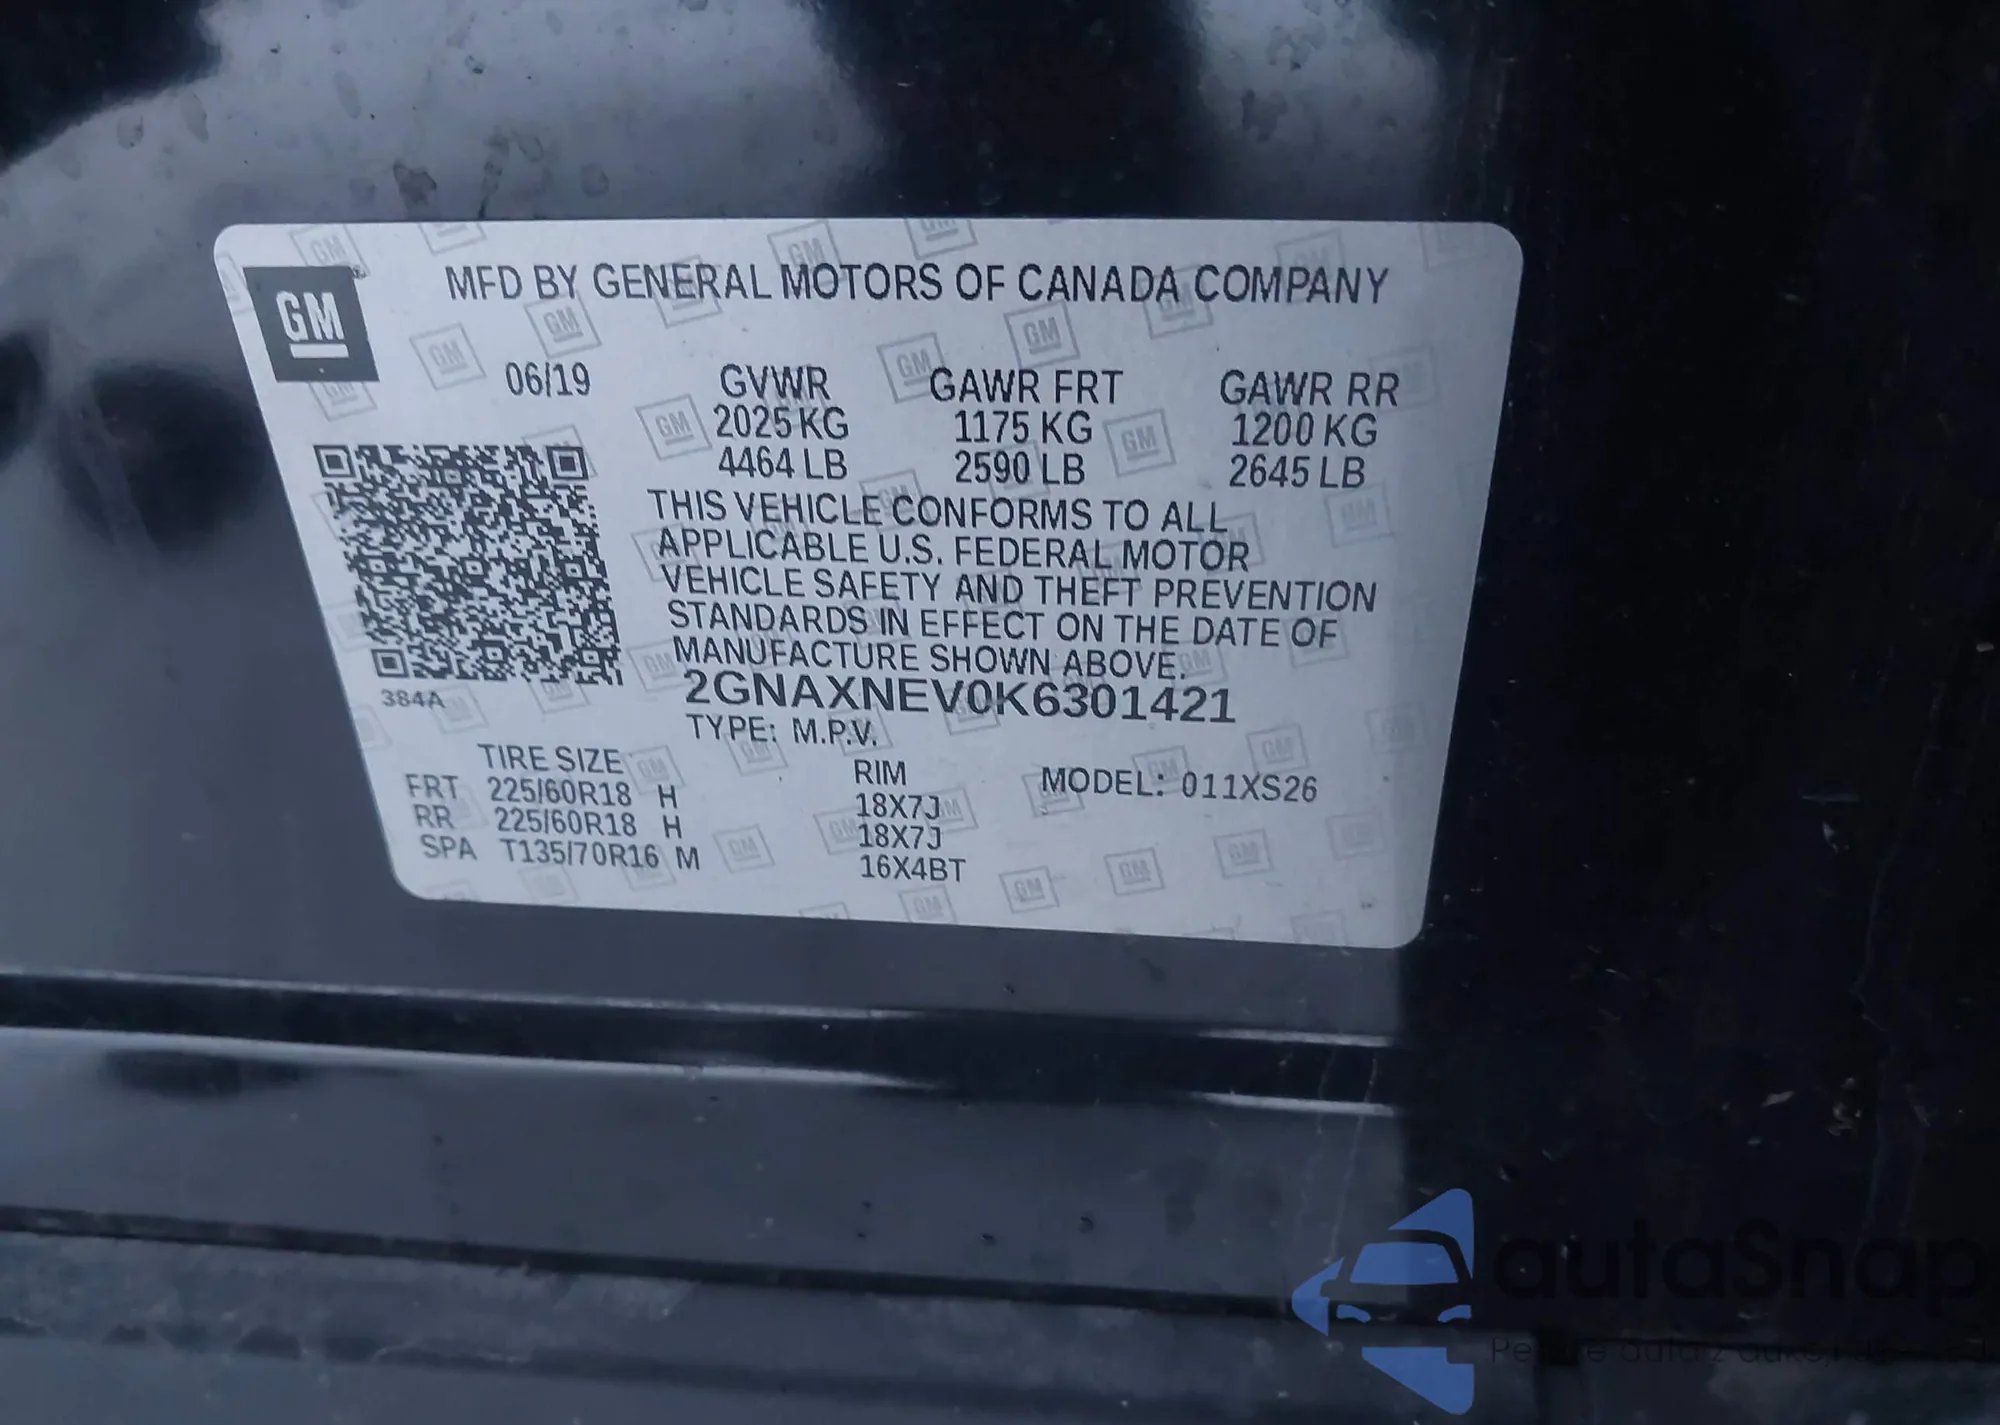 GM
MFD BY GENERAL MOTORS OF CANADA COMPANY
06/19 GVWR GAWR FRT GAWR RR
2025 KG 1175 KG 1200 KG
4464 LB 2590 LB 2645 LB
THIS VEHICLE CONFORMS TO ALL
APPLICABLE U.S. FEDERAL MOTOR
VEHICLE SAFETY AND THEFT PREVENTION
STANDARDS IN EFFECT ON THE DATE OF
MANUFACTURE SHOWN ABOVE.
384A
2GNAXNEV0K6301421
TYPE: M.P.V.
TIRE SIZE RIM MODEL: 011XS26
FRT 225/60R18 H 18X7J
RR 225/60R18 H 18X7J
SPA T135/70R16 M 16X4BT
autaSnap